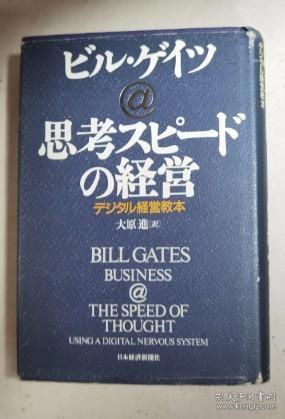 ビル・ゲイツ
@
思考スピード
の経営
デジタル経営教本
大原 進[訳]
BILL GATES
BUSINESS
@
THE SPEED OF
THOUGHT
USING A DIGITAL NERVOUS SYSTEM
日本経済新聞社